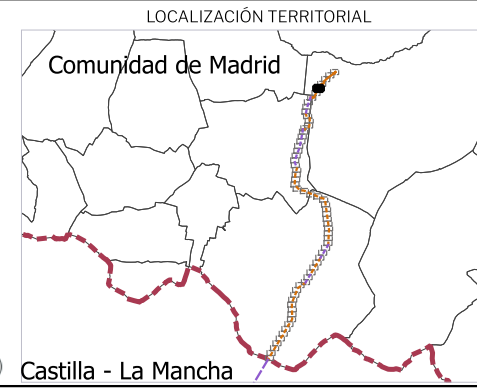 LOCALIZACIÓN TERRITORIAL
Comunidad de Madrid
Castilla - La Mancha